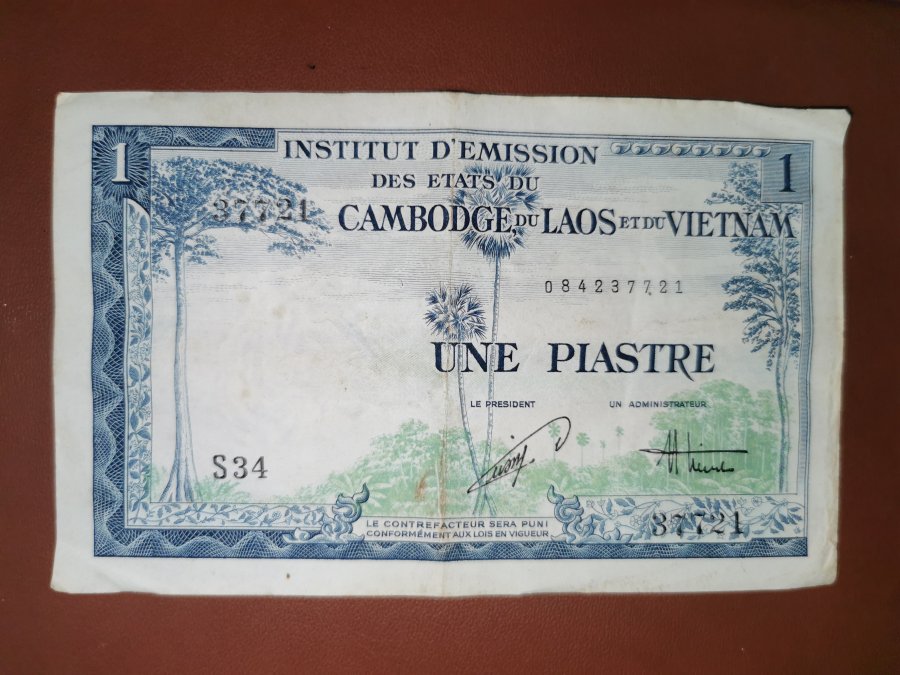 1
INSTITUT D'EMISSION
1
DES ETATS DU
37721
CAMBODGE, DU LAOS ET DU VIETNAM
084237721
UNE PIASTRE
LE PRESIDENT
UN ADMINISTRATEUR
S34
37721
LE CONTREFACTEUR SERA PUNI
CONFORMÉMENT AUX LOIS EN VIGUEUR